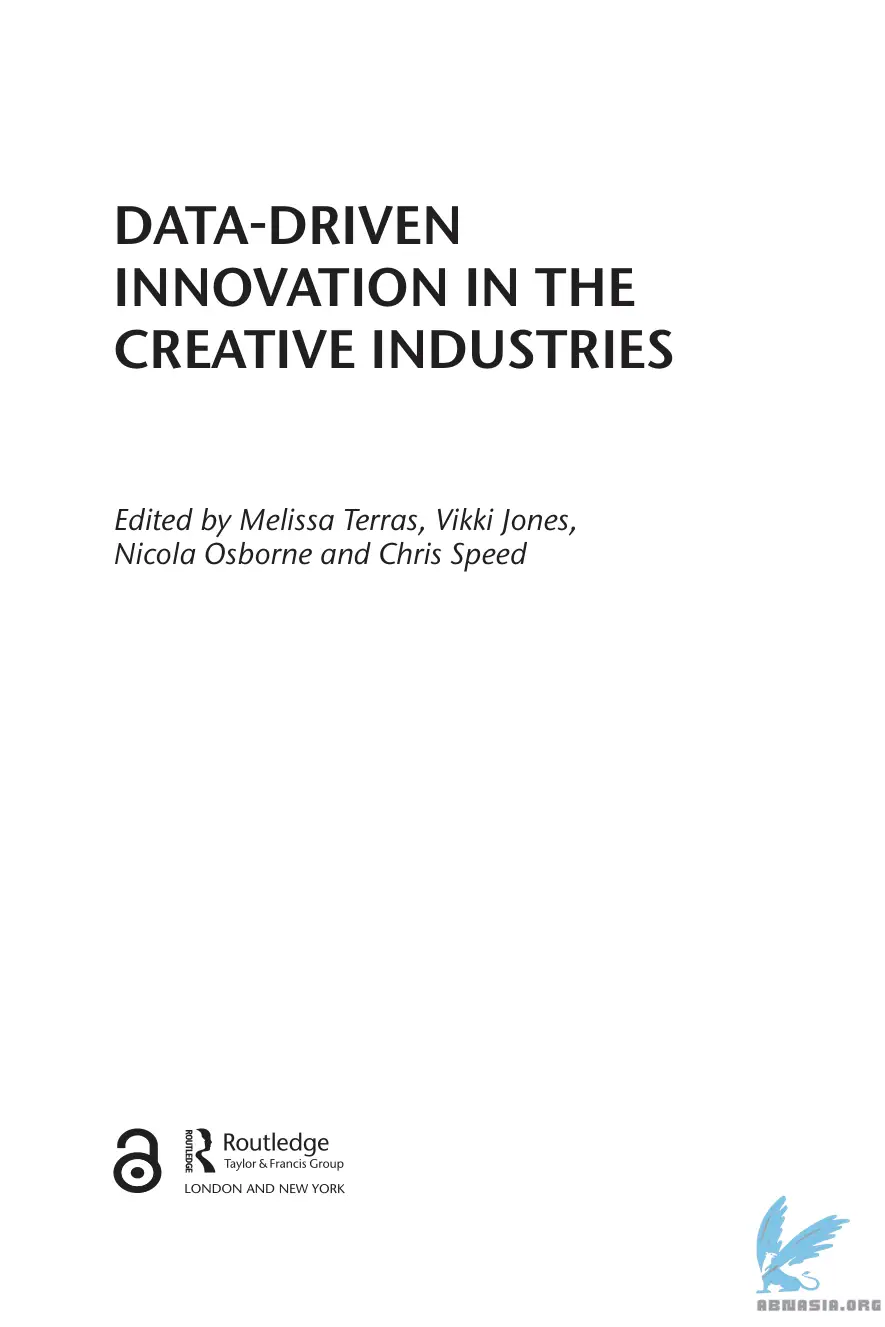 DATA-DRIVEN
INNOVATION IN THE
CREATIVE INDUSTRIES
Edited by Melissa Terras, Vikki Jones,
Nicola Osborne and Chris Speed
ROUTLEDGE
Routledge
Taylor & Francis Group
LONDON AND NEW YORK
ABNASIA.ORG